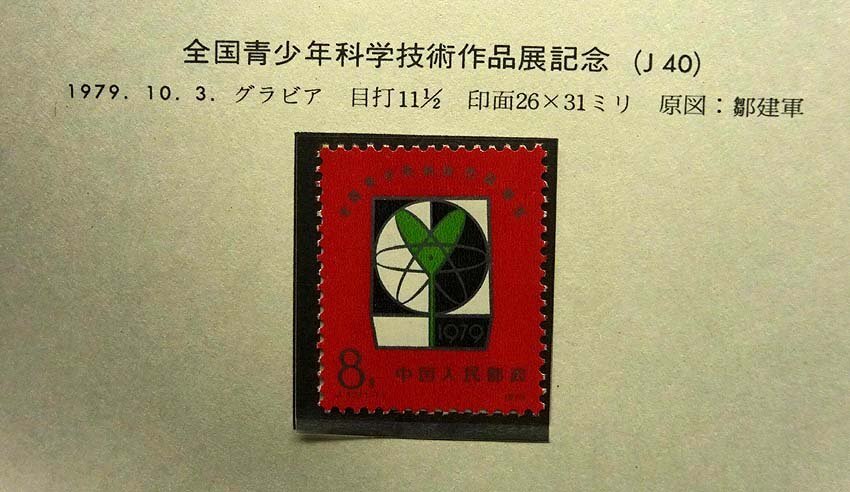 全国青少年科学技術作品展記念 (J 40)
1979. 10. 3. グラビア 目打11½ 印面26×31ミリ 原図：鄒建軍
1979
8分 中国人民邮政